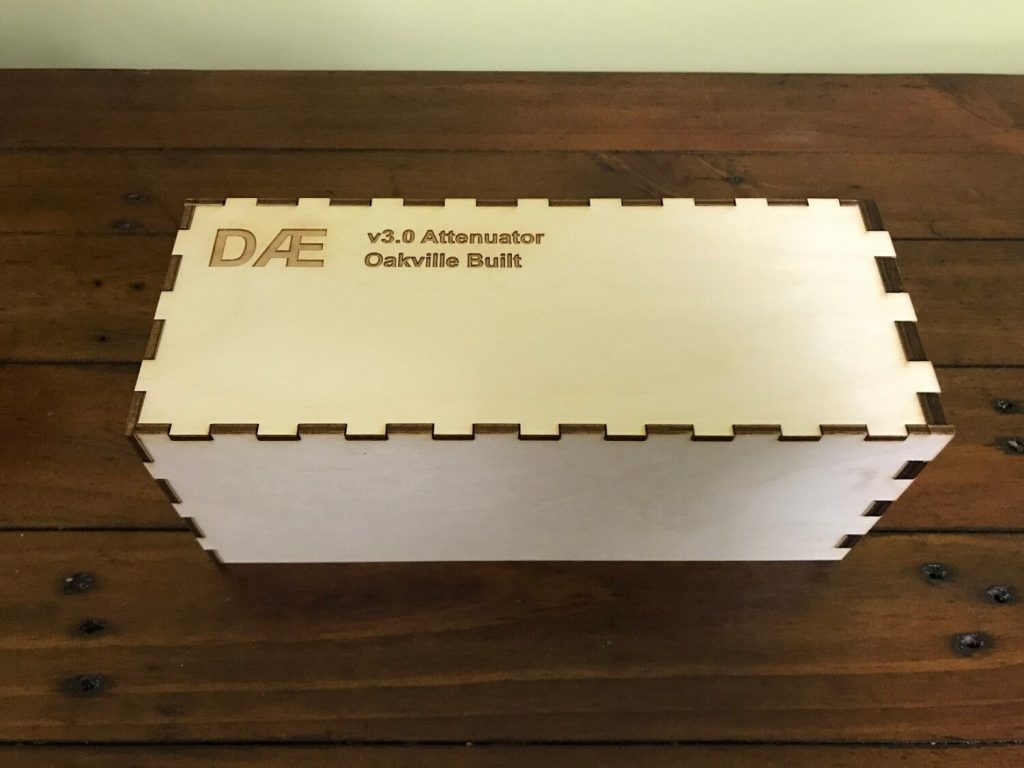 DÆ
v3.0 Attenuator
Oakville Built